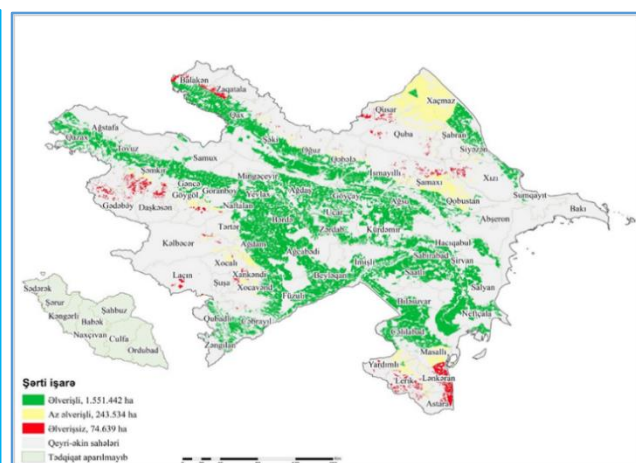 Balakən
Zaqatala
Qax
Şəki
Oğuz
Qəbələ
İsmayıllı
Qusar
Xaçmaz
Quba
Şabran
Siyəzən
Xızı
Sumqayıt
Abşeron
Bakı
Şamaxı
Qobustan
Ağstafa
Qazax
Tovuz
Şəmkir
Samux
Gəncə
Göygöl
Goranboy
Gədəbəy
Daşkəsən
Naftalan
Mingəçevir
Yevlax
Ağdaş
Göyçay
Ucar
Ağsu
Zərdab
Kürdəmir
Bərdə
Tərtər
Ağdam
Ağcabədi
Kəlbəcər
Xocalı
Xankəndi
Laçın
Şuşa
Xocavənd
Füzuli
Beyləqan
İmişli
Saatlı
Sabirabad
Hacıqabul
Şirvan
Salyan
Neftçala
Biləsuvar
Cəlilabad
Masallı
Yardımlı
Lerik
Lənkəran
Astara
Qubadlı
Cəbrayıl
Zəngilan
Sədərək
Şərur
Kəngərli
Şahbuz
Babək
Naxçıvan
Culfa
Ordubad
Şərti işarə
Əlverişli, 1.551.442 ha
Az əlverişli, 243.534 ha
Əlverişsiz, 74.639 ha
Qeyri-əkin sahələri
Tədqiqat aparılmayıb